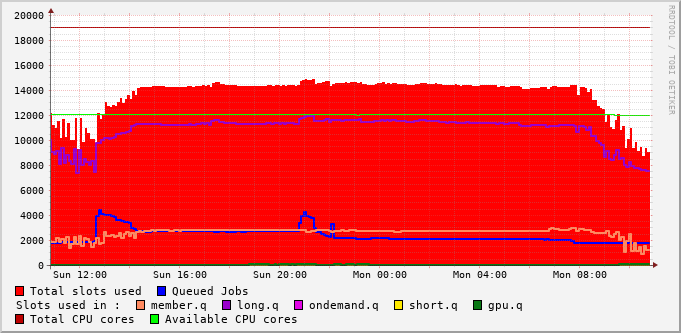 20000
18000
16000
14000
12000
10000
8000
6000
4000
2000
0
Sun 12:00 Sun 16:00 Sun 20:00 Mon 00:00 Mon 04:00 Mon 08:00
RRDTOOL / TOBI OETIKER
Total slots used Queued Jobs
Slots used in : member.q long.q ondemand.q short.q gpu.q
Total CPU cores Available CPU cores